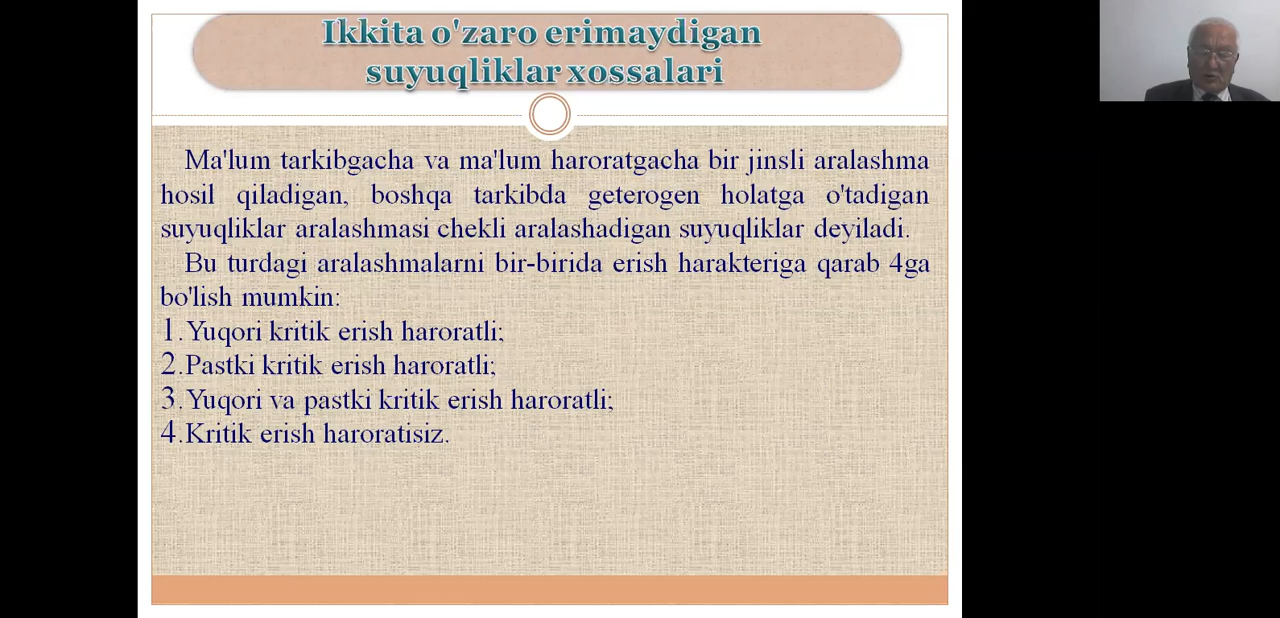 Ikkita o'zaro erimaydigan
suyuqliklar xossalari
Ma'lum tarkibgacha va ma'lum haroratgacha bir jinsli aralashma
hosil qiladigan, boshqa tarkibda geterogen holatga o'tadigan
suyuqliklar aralashmasi chekli aralashadigan suyuqliklar deyiladi.
Bu turdagi aralashmalarni bir-birida erish harakteriga qarab 4ga
bo'lish mumkin:
1.Yuqori kritik erish haroratli;
2.Pastki kritik erish haroratli;
3.Yuqori va pastki kritik erish haroratli;
4.Kritik erish haroratisiz.